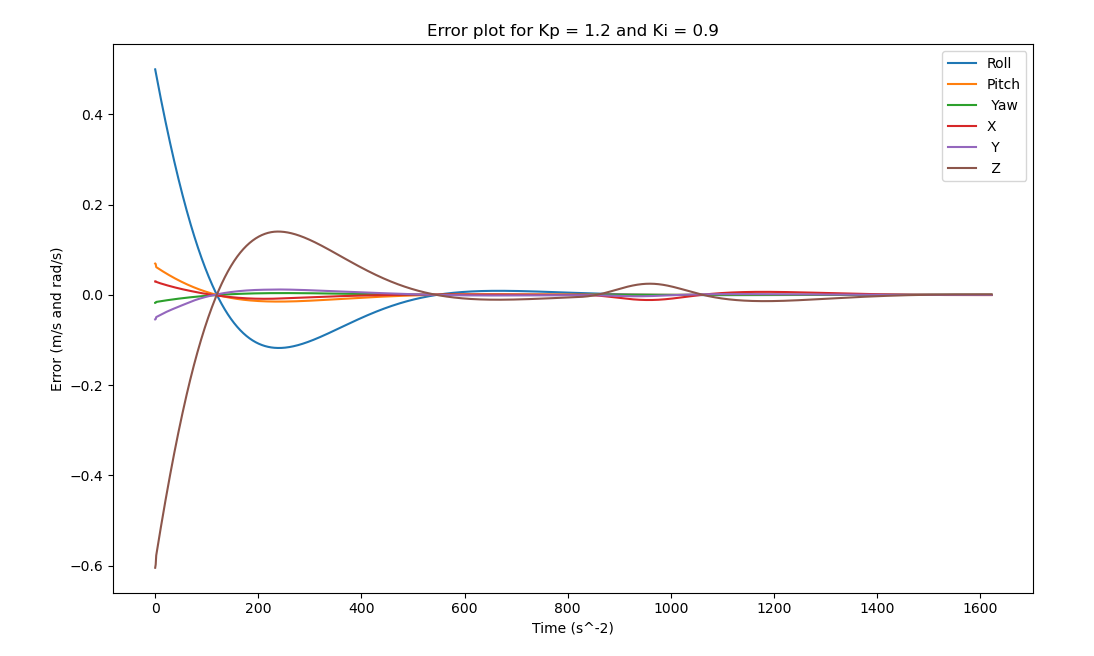 Error plot for Kp = 1.2 and Ki = 0.9
Roll
Pitch
Yaw
X
Y
Z
Error (m/s and rad/s)
0.4
0.2
0.0
−0.2
−0.4
−0.6
0
200
400
600
800
1000
1200
1400
1600
Time (s^-2)